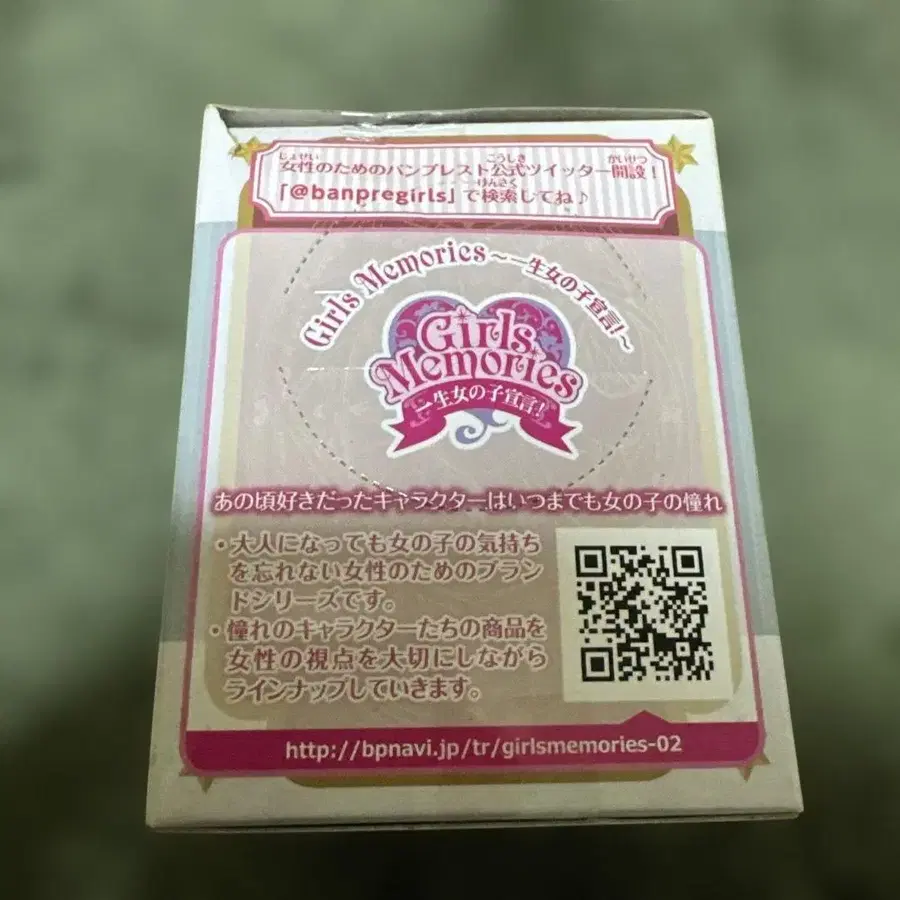 女性のためのバンプレスト公式ツイッター開設!
「@banpregirls」で検索してね♪
Girls Memories～一生女の子宣言!～
Girls
Memories
一生女の子宣言!
あの頃好きだったキャラクターはいつまでも女の子の憧れ
・大人になっても女の子の気持ち
を忘れない女性のためのブラン
ドシリーズです。
・憧れのキャラクターたちの商品を
女性の視点を大切にしながら
ラインナップしていきます。
http://bpnavi.jp/tr/girlsmemories-02